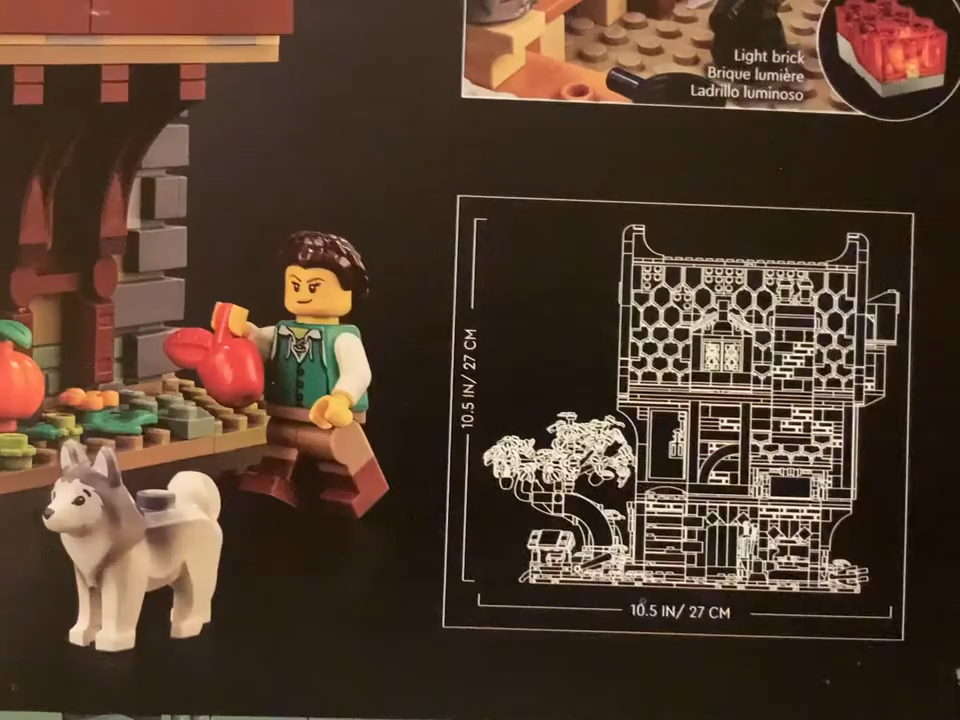 Light brick
Brique lumière
Ladrillo luminoso
10.5 IN/ 27 CM
10.5 IN/ 27 CM